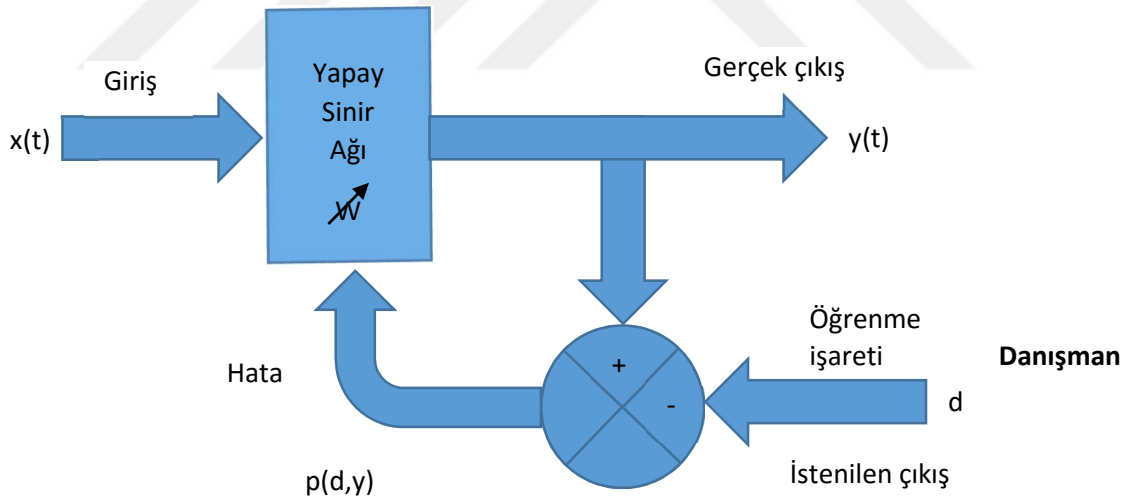 Giriş
x(t)
Yapay
Sinir
Ağı
W
Gerçek çıkış
y(t)
Hata
p(d,y)
+
-
Öğrenme
işareti
Danışman
d
İstenilen çıkış